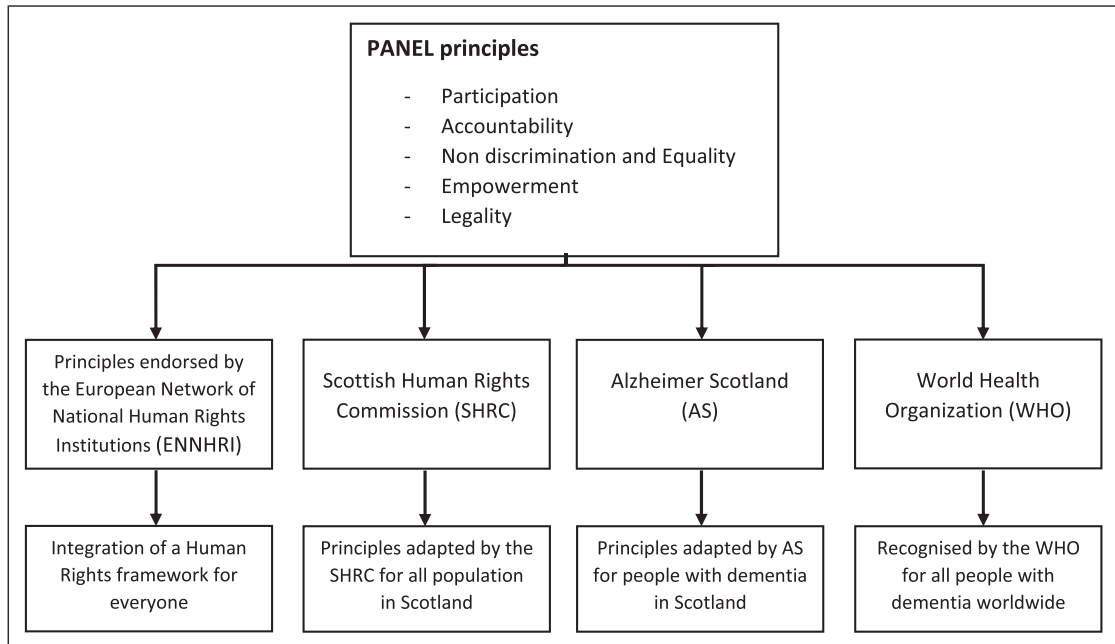 PANEL principles
- Participation
- Accountability
- Non discrimination and Equality
- Empowerment
- Legality
Principles endorsed by
the European Network of
National Human Rights
Institutions (ENNHRI)
Scottish Human Rights
Commission (SHRC)
Alzheimer Scotland
(AS)
World Health
Organization (WHO)
Integration of a Human
Rights framework for
everyone
Principles adapted by the
SHRC for all population
in Scotland
Principles adapted by AS
for people with dementia
in Scotland
Recognised by the WHO
for all people with
dementia worldwide